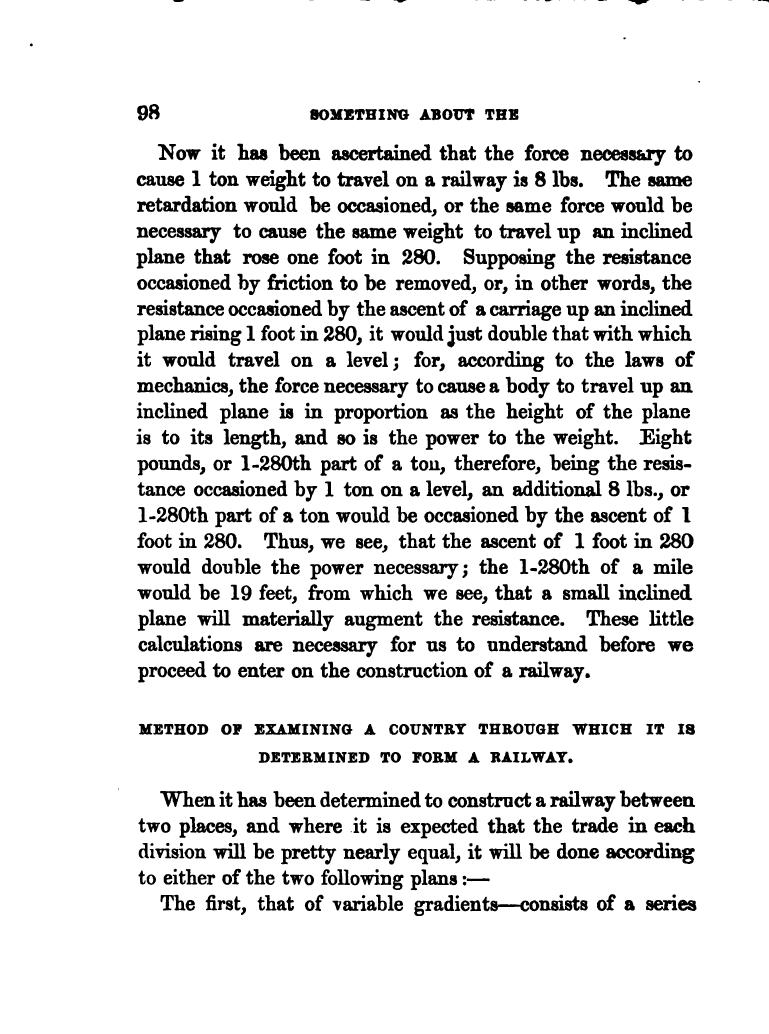 98 SOMETHING ABOUT THE
Now it has been ascertained that the force necessary to
cause 1 ton weight to travel on a railway is 8 lbs. The same
retardation would be occasioned, or the same force would be
necessary to cause the same weight to travel up an inclined
plane that rose one foot in 280. Supposing the resistance
occasioned by friction to be removed, or, in other words, the
resistance occasioned by the ascent of a carriage up an inclined
plane rising 1 foot in 280, it would just double that with which
it would travel on a level; for, according to the laws of
mechanics, the force necessary to cause a body to travel up an
inclined plane is in proportion as the height of the plane
is to its length, and so is the power to the weight. Eight
pounds, or 1-280th part of a ton, therefore, being the resis-
tance occasioned by 1 ton on a level, an additional 8 lbs., or
1-280th part of a ton would be occasioned by the ascent of 1
foot in 280. Thus, we see, that the ascent of 1 foot in 280
would double the power necessary; the 1-280th of a mile
would be 19 feet, from which we see, that a small inclined
plane will materially augment the resistance. These little
calculations are necessary for us to understand before we
proceed to enter on the construction of a railway.
METHOD OF EXAMINING A COUNTRY THROUGH WHICH IT IS
DETERMINED TO FORM A RAILWAY.
When it has been determined to construct a railway between
two places, and where it is expected that the trade in each
division will be pretty nearly equal, it will be done according
to either of the two following plans:—
The first, that of variable gradients—consists of a series